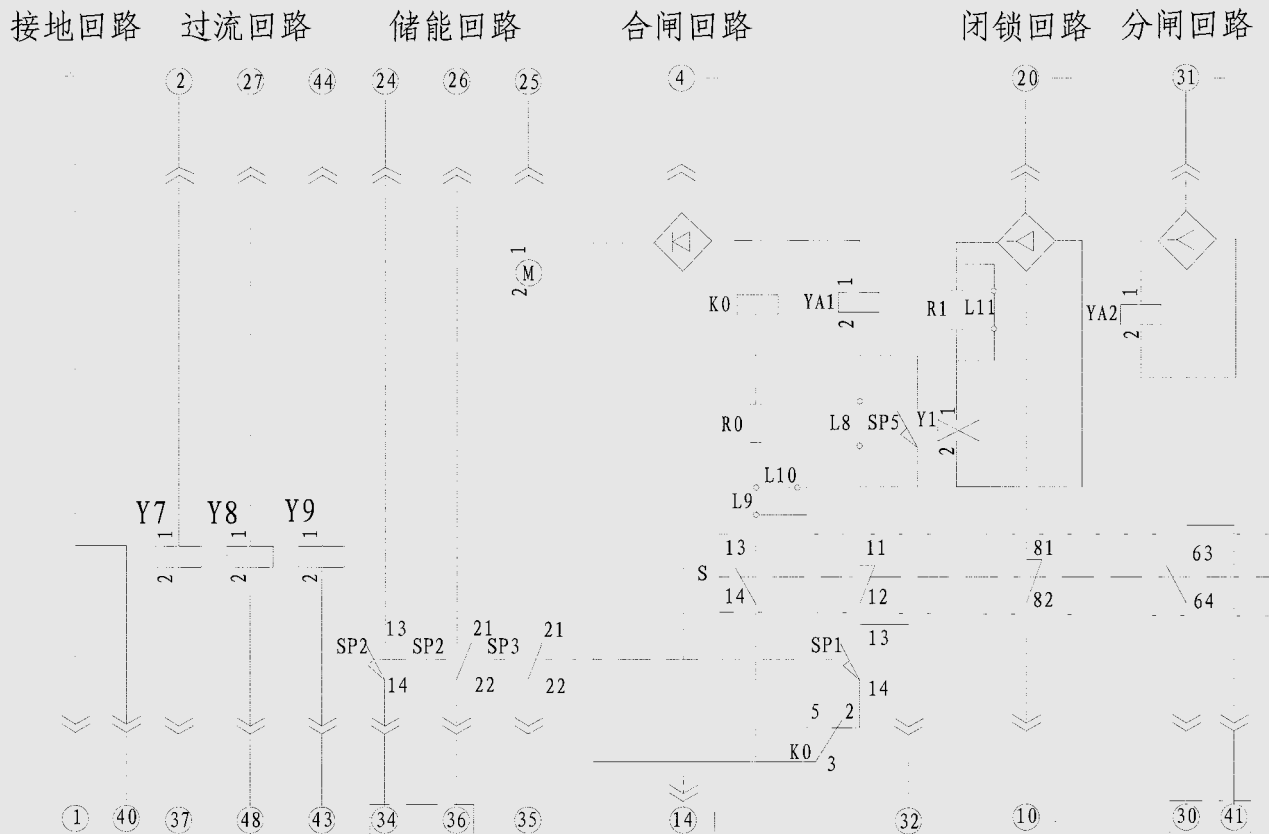 接地回路 过流回路 储能回路 合闸回路 闭锁回路 分闸回路
2 27 44 24 26 25 4 20 31
1
M
2
K0 YA1 1 2 R1 L11 YA2 1 2
R0 L8 SP5 Y1 1 2
L10
L9
Y7 Y8 Y9
1 1 1
2 2 2
13 11 81 63
S
14 12 82 64
13 21 21 13
SP2 SP2 SP3 SP1
14 22 22 14
5 2
K0 3
1 40 37 48 43 34 36 35 14 32 10 30 41